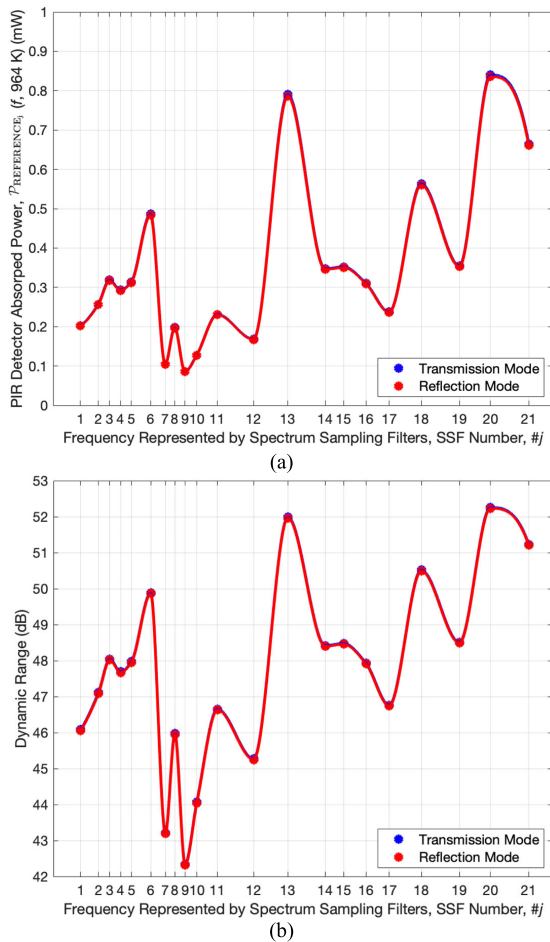 1
0.9
0.8
0.7
0.6
0.5
0.4
0.3
0.2
0.1
0
PIR Detector Absorped Power, 𝒫REFERENCE, (f, 964 K) (mW)
Transmission Mode
Reflection Mode
1 2 3 4 5 6 7 8 9 10 11 12 13 14 15 16 17 18 19 20 21
Frequency Represented by Spectrum Sampling Filters, SSF Number, #j
(a)
53
52
51
50
49
48
47
46
45
44
43
42
Dynamic Range (dB)
Transmission Mode
Reflection Mode
1 2 3 4 5 6 7 8 9 10 11 12 13 14 15 16 17 18 19 20 21
Frequency Represented by Spectrum Sampling Filters, SSF Number, #j
(b)